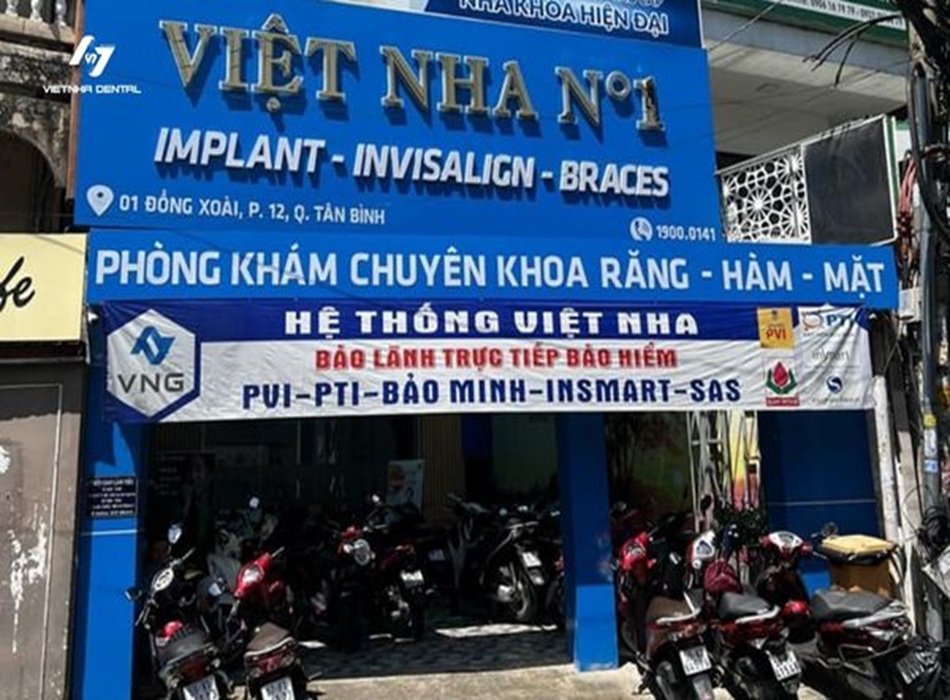 NHA KHOA HIỆN ĐẠI
VIETNHA DENTAL
VIỆT NHA Nº1
IMPLANT - INVISALIGN - BRACES
01 ĐỒNG XOÀI, P. 12, Q. TÂN BÌNH
1900.0141
PHÒNG KHÁM CHUYÊN KHOA RĂNG - HÀM - MẶT
fe
HỆ THỐNG VIỆT NHA
BẢO LÃNH TRỰC TIẾP BẢO HIỂM
PVI-PTI-BẢO MINH-INSMART-SAS
VNG
PVI
PTI